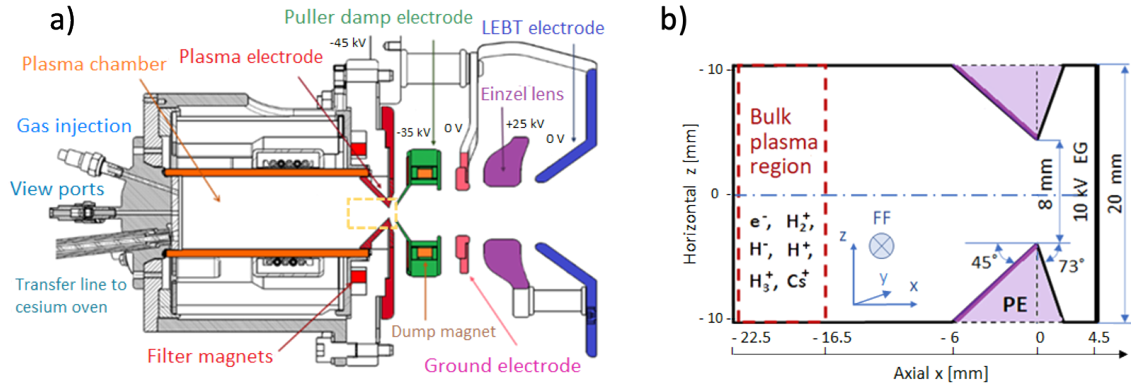 a)
Puller damp electrode
LEBT electrode
-45 kV
Plasma electrode
Plasma chamber
Einzel lens
Gas injection
-35 kV
0 V
+25 kV
0 V
View ports
Transfer line to
cesium oven
Dump magnet
Filter magnets
Ground electrode
b)
Horizontal z [mm]
- 10
0
- 10
Bulk
plasma
region
e⁻, H₂⁺,
H⁻, H⁺,
H₃⁺, Cs⁺
FF
z
y
x
8 mm
10 kV EG
20 mm
45°
73°
PE
- 22.5
-16.5
-6
0
4.5
Axial x [mm]